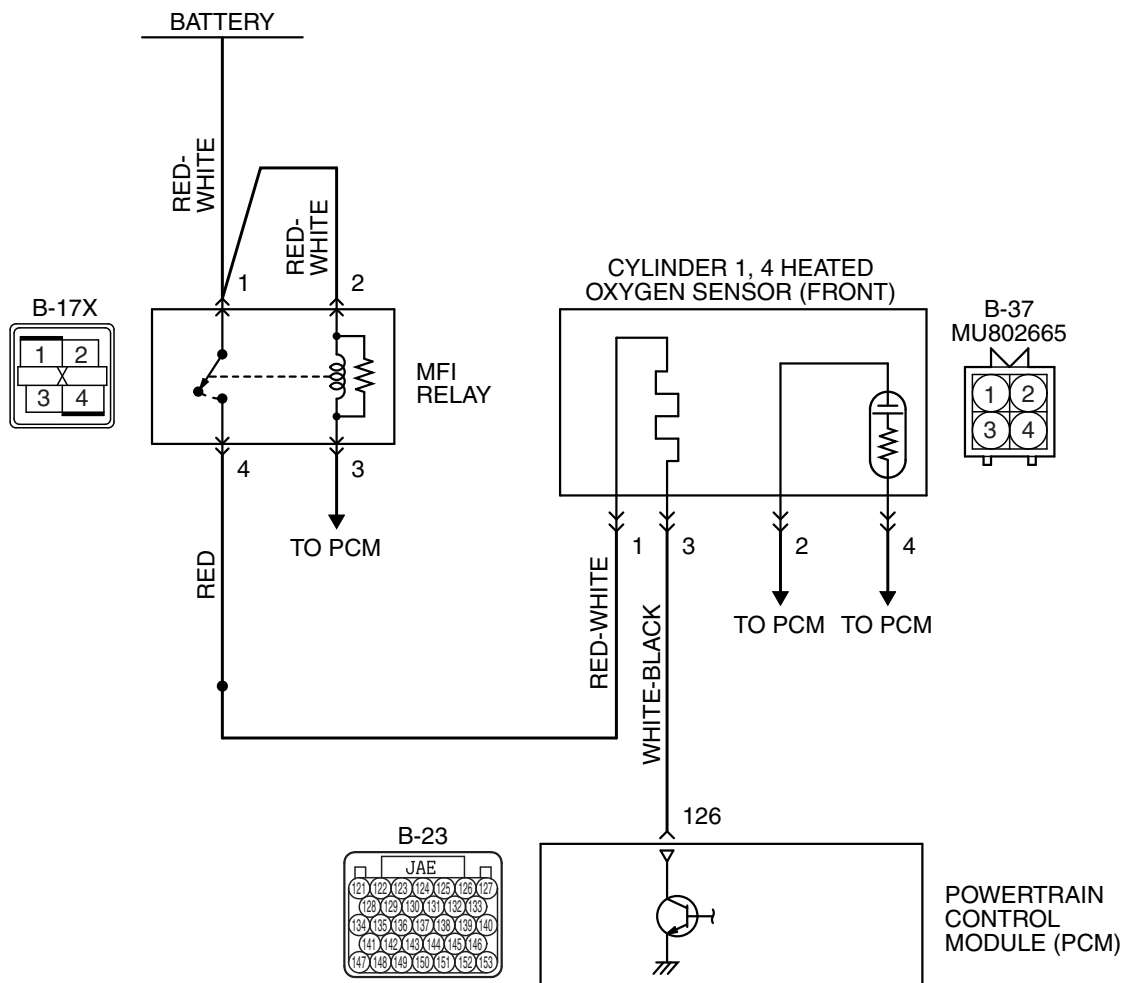 BATTERY
RED-
WHITE
RED-
WHITE
1
2
B-17X
1 2
3 4
MFI
RELAY
4
3
TO PCM
RED
CYLINDER 1, 4 HEATED
OXYGEN SENSOR (FRONT)
B-37
MU802665
1 2
3 4
1
3
2
4
TO PCM
TO PCM
RED-WHITE
WHITE-BLACK
126
B-23
JAE
121 122 123 124 125 126 127
128 129 130 131 132 133
134 135 136 137 138 139 140
141 142 143 144 145 146
147 148 149 150 151 152 153
POWERTRAIN
CONTROL
MODULE (PCM)